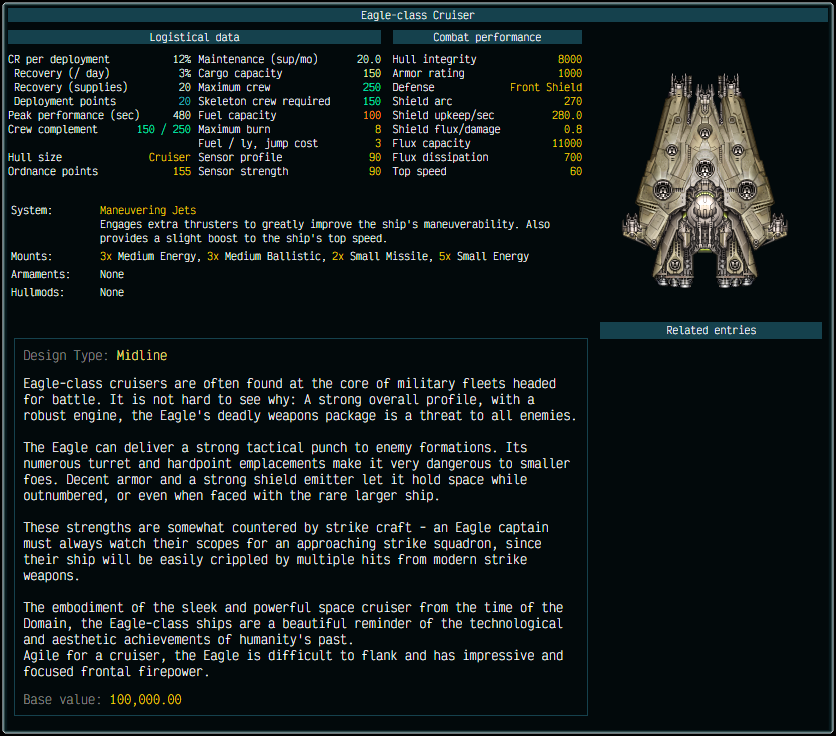 Eagle-class Cruiser
Logistical data
Combat performance
CR per deployment 12% Maintenance (sup/mo) 20.0 Hull integrity 8000
Recovery (/ day) 3% Cargo capacity 150 Armor rating 1000
Recovery (supplies) 20 Maximum crew 250 Defense Front Shield
Deployment points 20 Skeleton crew required 150 Shield arc 270
Peak performance (sec) 480 Fuel capacity 100 Shield upkeep/sec 280.0
Crew complement 150 / 250 Maximum burn 8 Shield flux/damage 0.8
Fuel / ly, jump cost 3 Flux capacity 11000
Hull size Cruiser Sensor profile 90 Flux dissipation 700
Ordnance points 155 Sensor strength 90 Top speed 60
System: Maneuvering Jets
Engages extra thrusters to greatly improve the ship's maneuverability. Also
provides a slight boost to the ship's top speed.
Mounts: 3x Medium Energy, 3x Medium Ballistic, 2x Small Missile, 5x Small Energy
Armaments: None
Hullmods: None
Related entries
Design Type: Midline
Eagle-class cruisers are often found at the core of military fleets headed
for battle. It is not hard to see why: A strong overall profile, with a
robust engine, the Eagle's deadly weapons package is a threat to all enemies.
The Eagle can deliver a strong tactical punch to enemy formations. Its
numerous turret and hardpoint emplacements make it very dangerous to smaller
foes. Decent armor and a strong shield emitter let it hold space while
outnumbered, or even when faced with the rare larger ship.
These strengths are somewhat countered by strike craft - an Eagle captain
must always watch their scopes for an approaching strike squadron, since
their ship will be easily crippled by multiple hits from modern strike
weapons.
The embodiment of the sleek and powerful space cruiser from the time of the
Domain, the Eagle-class ships are a beautiful reminder of the technological
and aesthetic achievements of humanity's past.
Agile for a cruiser, the Eagle is difficult to flank and has impressive and
focused frontal firepower.
Base value: 100,000.00